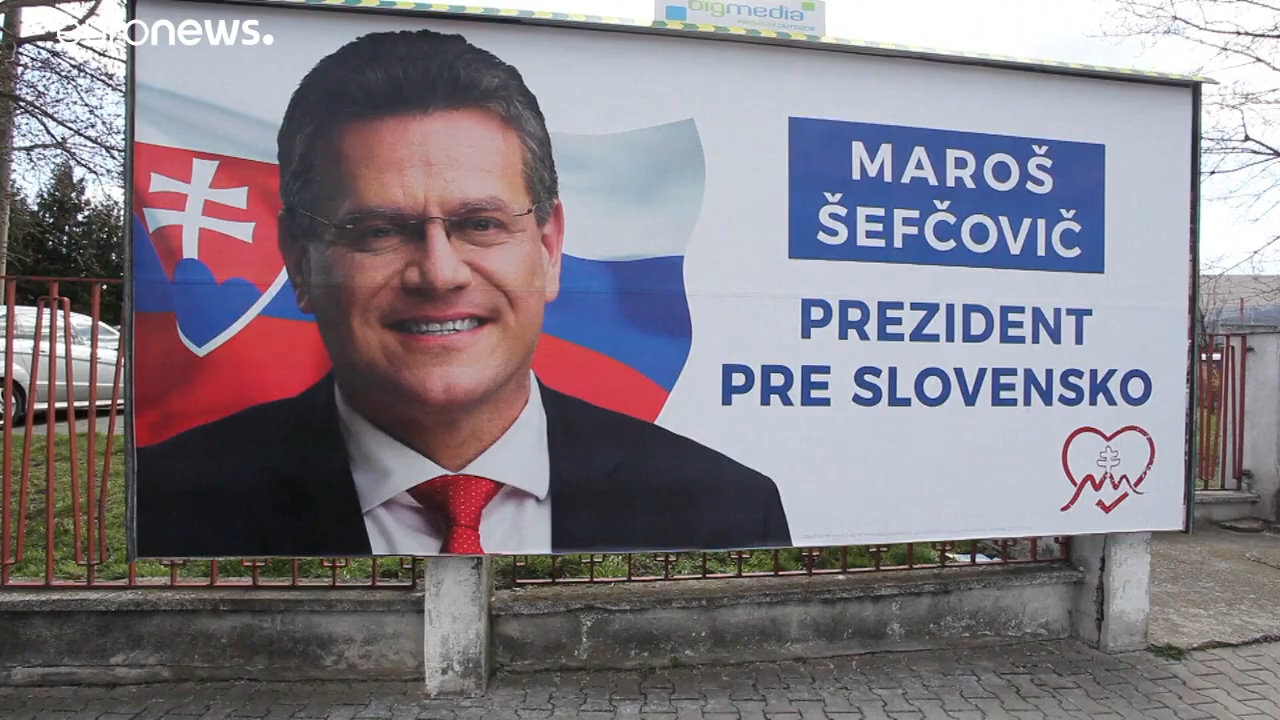 euronews.
bigmedia
MAROŠ
ŠEFČOVIČ
PREZIDENT
PRE SLOVENSKO